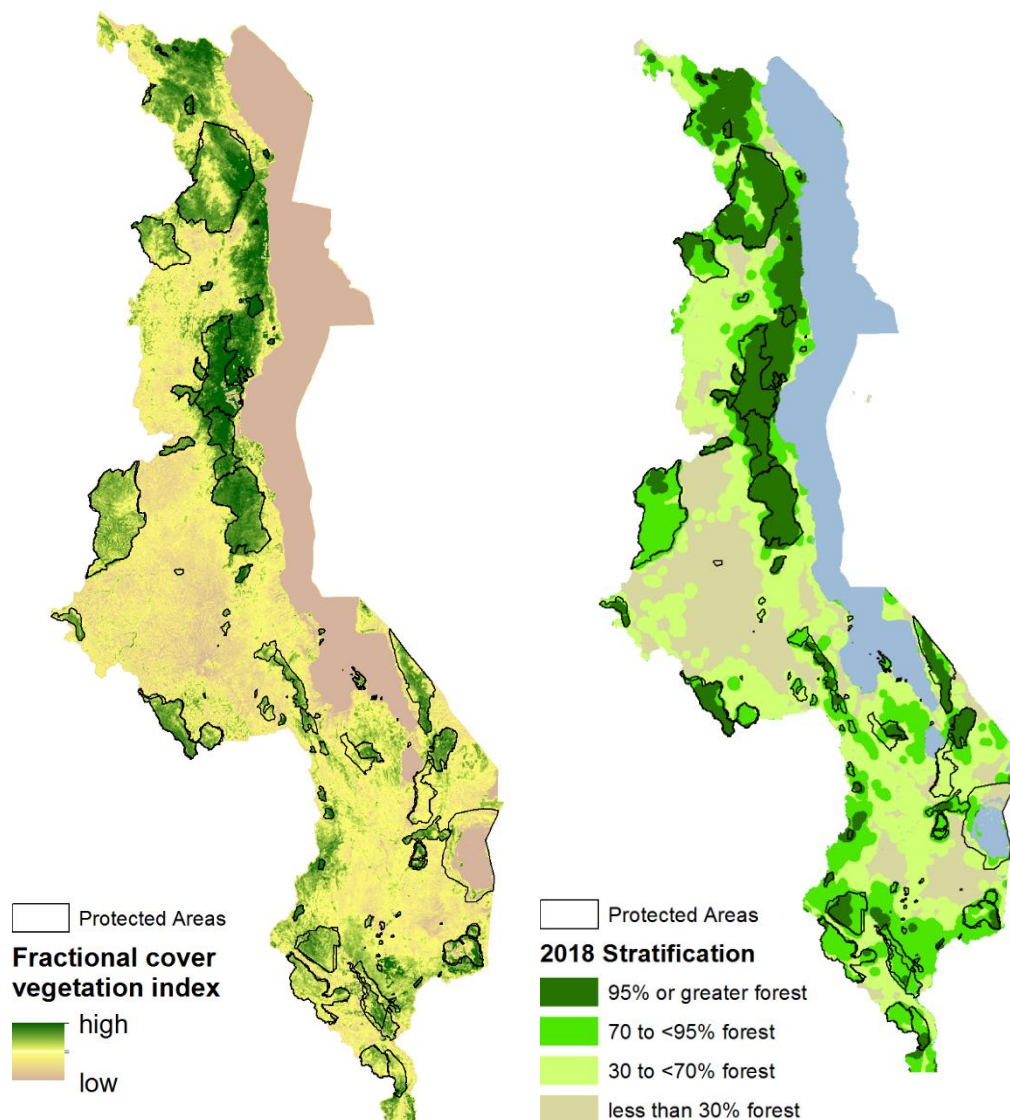 Protected Areas
Fractional cover
vegetation index
high
low
Protected Areas
2018 Stratification
95% or greater forest
70 to <95% forest
30 to <70% forest
less than 30% forest